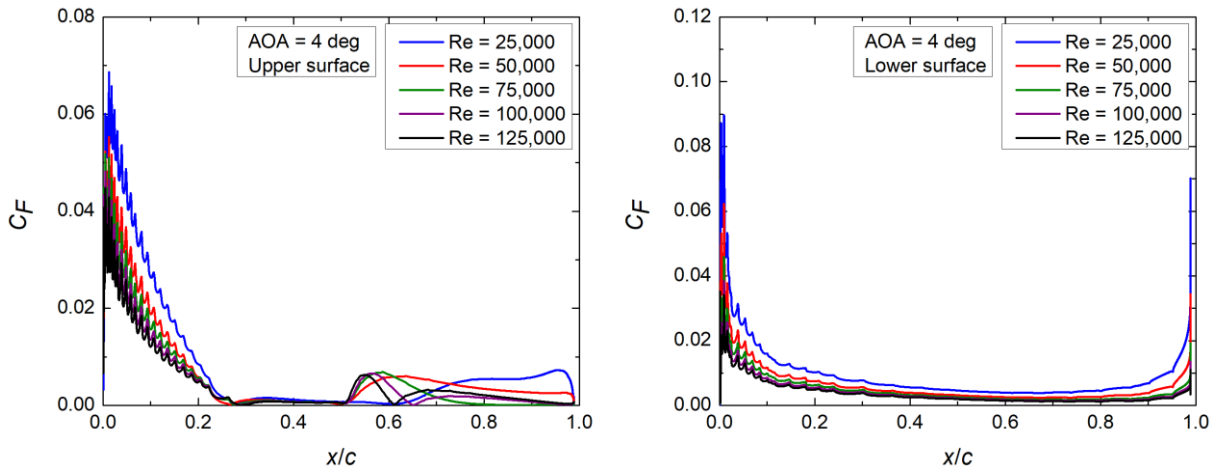 0.08
0.06
0.04
0.02
0.00
C_F
AOA = 4 deg
Upper surface
Re = 25,000
Re = 50,000
Re = 75,000
Re = 100,000
Re = 125,000
0.0 0.2 0.4 0.6 0.8 1.0
x/c
0.12
0.10
0.08
0.06
0.04
0.02
0.00
C_F
AOA = 4 deg
Lower surface
Re = 25,000
Re = 50,000
Re = 75,000
Re = 100,000
Re = 125,000
0.0 0.2 0.4 0.6 0.8 1.0
x/c